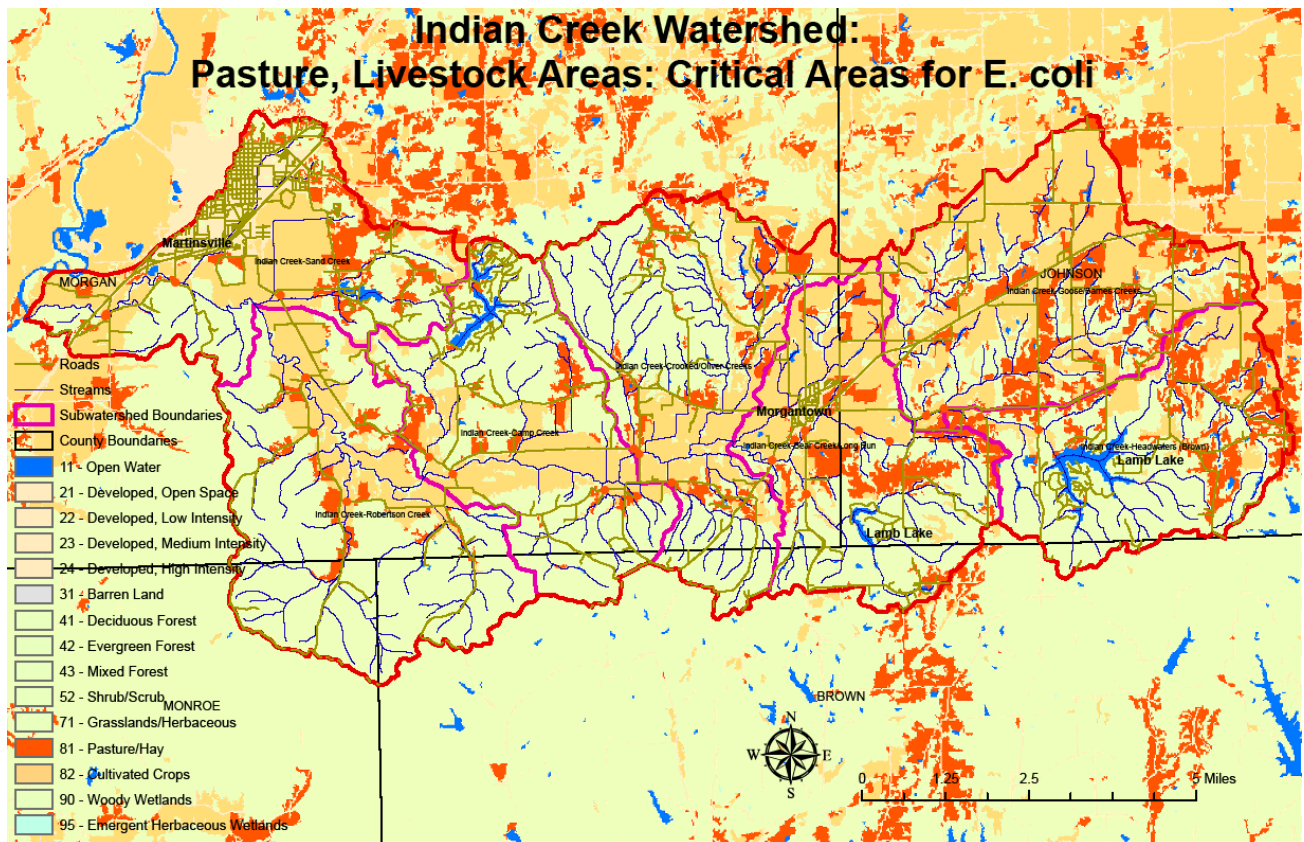 Indian Creek Watershed:
Pasture, Livestock Areas: Critical Areas for E. coli
Martinsville
Indian Creek-Sand Creek
MORGAN
JOHNSON
Indian Creek-Goose/Barnes Creeks
Indian Creek-Crooked/Oliver Creeks
Morgantown
Indian Creek-Camp Creek
Indian Creek-Bear Creek/Long Run
Indian Creek-Headwaters (Brown)
Lamb Lake
Indian Creek-Robertson Creek
Lamb Lake
Roads
Streams
Subwatershed Boundaries
County Boundaries
11 - Open Water
21 - Developed, Open Space
22 - Developed, Low Intensity
23 - Developed, Medium Intensity
24 - Developed, High Intensity
31 - Barren Land
41 - Deciduous Forest
42 - Evergreen Forest
43 - Mixed Forest
52 - Shrub/Scrub
MONROE
71 - Grasslands/Herbaceous
81 - Pasture/Hay
82 - Cultivated Crops
90 - Woody Wetlands
95 - Emergent Herbaceous Wetlands
BROWN
N
W E
S
0 1.25 2.5 5 Miles